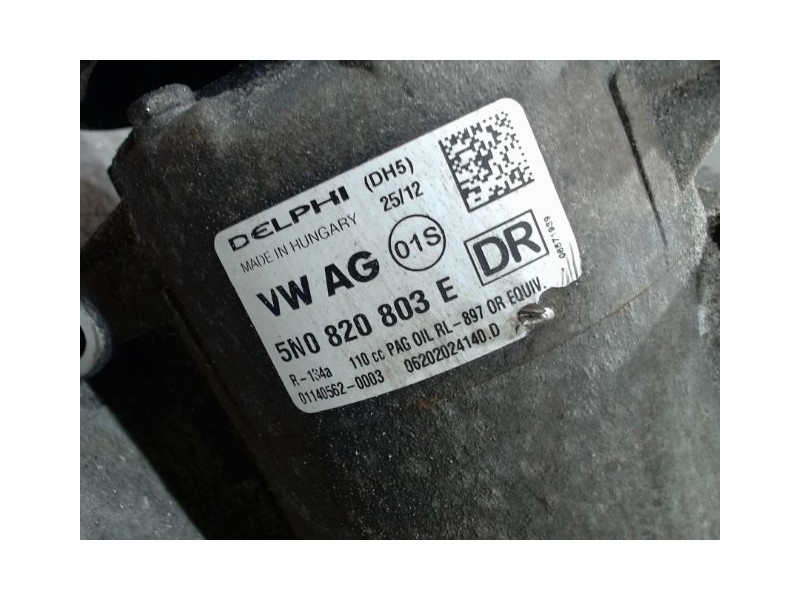 DELPHI (DH5)
MADE IN HUNGARY 25/12
VW AG 01S DR
5N0 820 803 E
R-134a 110 cc PAG OIL RL-897 OR EQUIV.
01140562-0003 06202024140.D